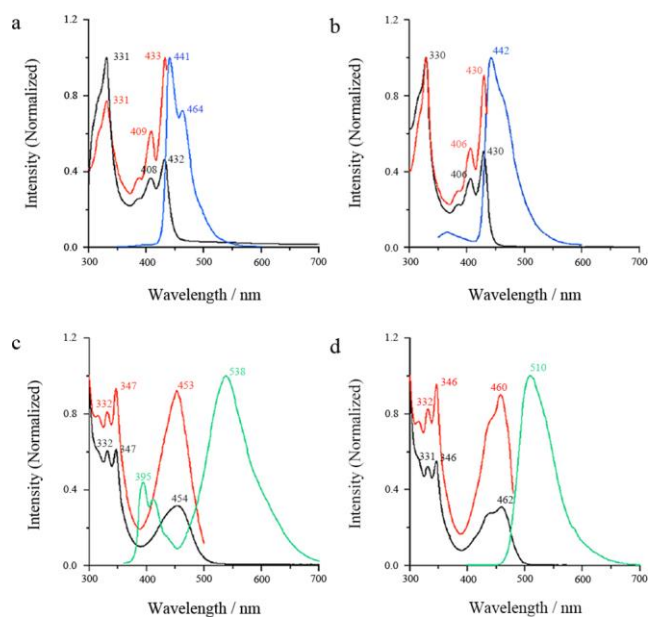 a
Intensity (Normalized)
1.2
0.8
0.4
0.0
331
331
409
408
433
432
441
464
300 400 500 600 700
Wavelength / nm
b
Intensity (Normalized)
1.2
0.8
0.4
0.0
330
406
406
430
430
442
300 400 500 600 700
Wavelength / nm
c
Intensity (Normalized)
1.2
0.8
0.4
0.0
332
347
332
347
395
453
454
538
300 400 500 600 700
Wavelength / nm
d
Intensity (Normalized)
1.2
0.8
0.4
0.0
332
346
331
346
460
462
510
300 400 500 600 700
Wavelength / nm